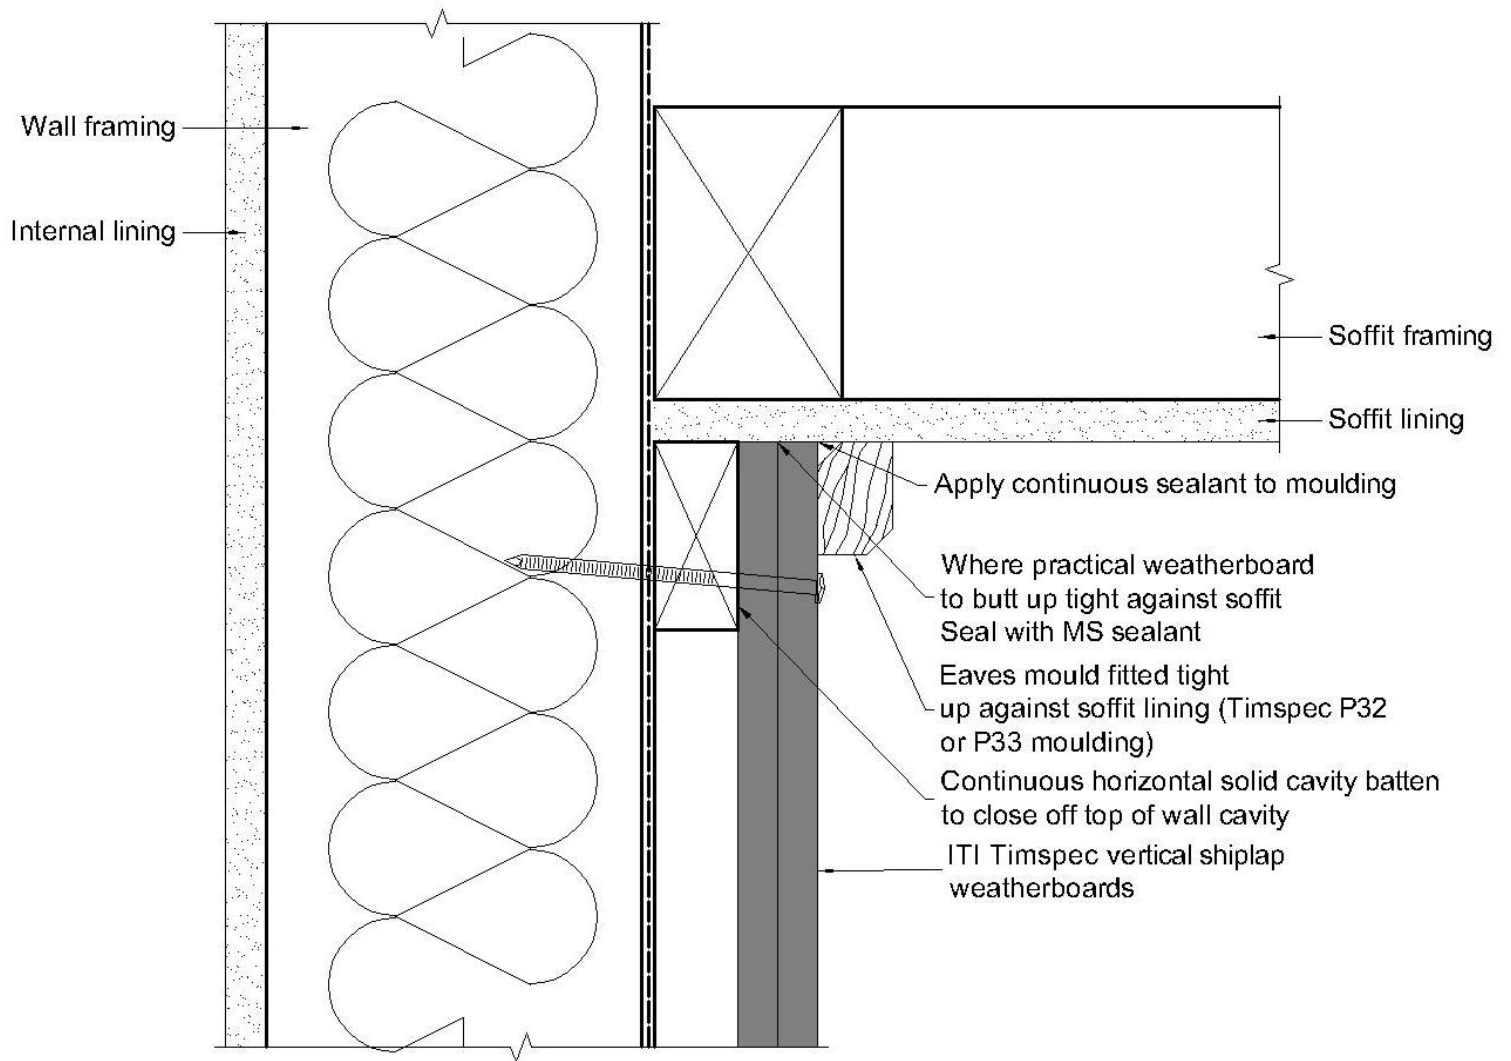 Wall framing
Internal lining
Soffit framing
Soffit lining
Apply continuous sealant to moulding
Where practical weatherboard
to butt up tight against soffit
Seal with MS sealant
Eaves mould fitted tight
up against soffit lining (Timspec P32
or P33 moulding)
Continuous horizontal solid cavity batten
to close off top of wall cavity
ITI Timspec vertical shiplap
weatherboards